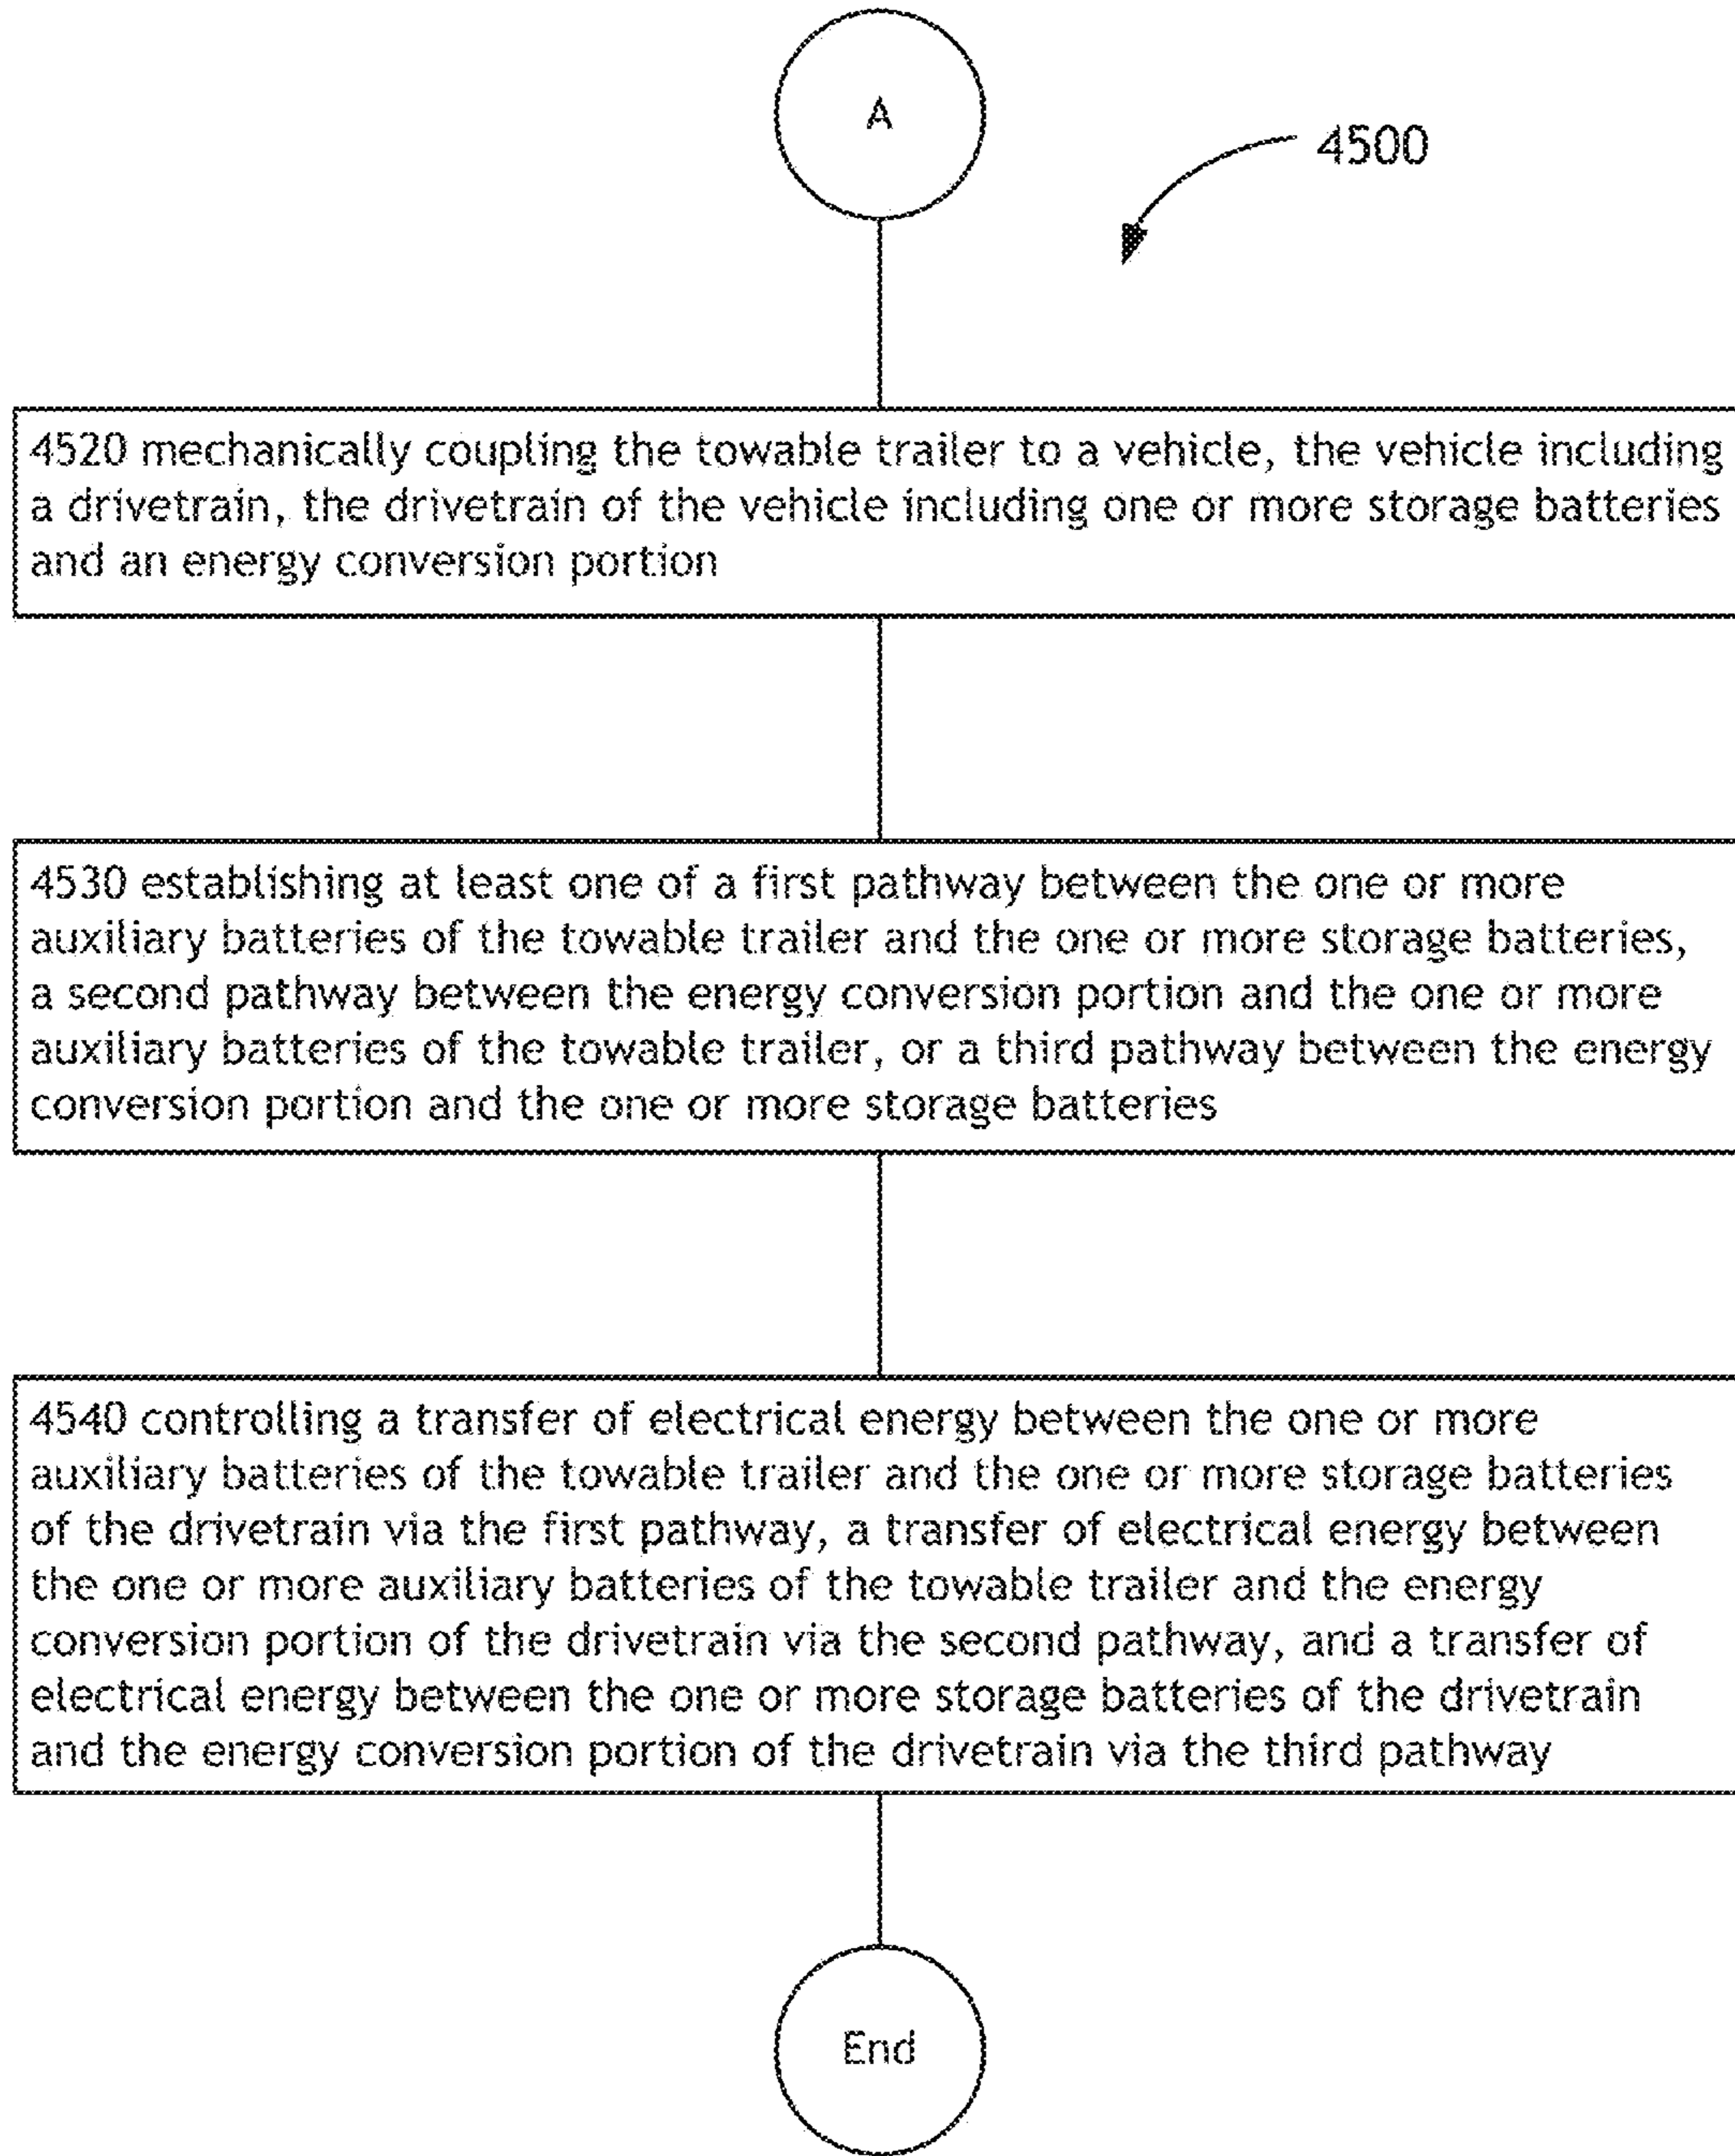 A
4500
4520 mechanically coupling the towable trailer to a vehicle, the vehicle including
a drivetrain, the drivetrain of the vehicle including one or more storage batteries
and an energy conversion portion
4530 establishing at least one of a first pathway between the one or more
auxiliary batteries of the towable trailer and the one or more storage batteries,
a second pathway between the energy conversion portion and the one or more
auxiliary batteries of the towable trailer, or a third pathway between the energy
conversion portion and the one or more storage batteries
4540 controlling a transfer of electrical energy between the one or more
auxiliary batteries of the towable trailer and the one or more storage batteries
of the drivetrain via the first pathway, a transfer of electrical energy between
the one or more auxiliary batteries of the towable trailer and the energy
conversion portion of the drivetrain via the second pathway, and a transfer of
electrical energy between the one or more storage batteries of the drivetrain
and the energy conversion portion of the drivetrain via the third pathway
End